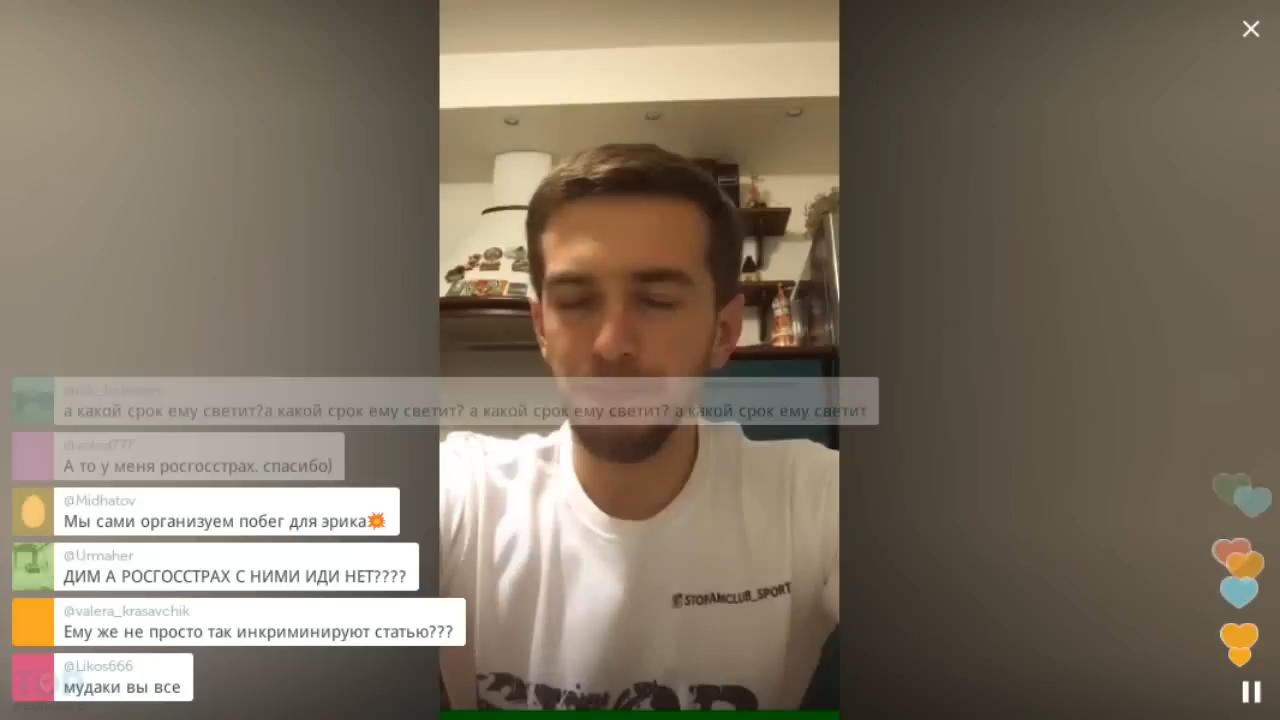 а какой срок ему светит?а какой срок ему светит? а какой срок ему светит? а какой срок ему светит
А то у меня росгосстрах. спасибо)
@Midhatov
Мы сами организуем побег для эрика💥
@Urmaher
ДИМ А РОСГОССТРАХ С НИМИ ИДИ НЕТ????
@valera_krasavchik
Ему же не просто так инкриминируют статью???
@Likos666
мудаки вы все
STOFAMCLUB_SPORT